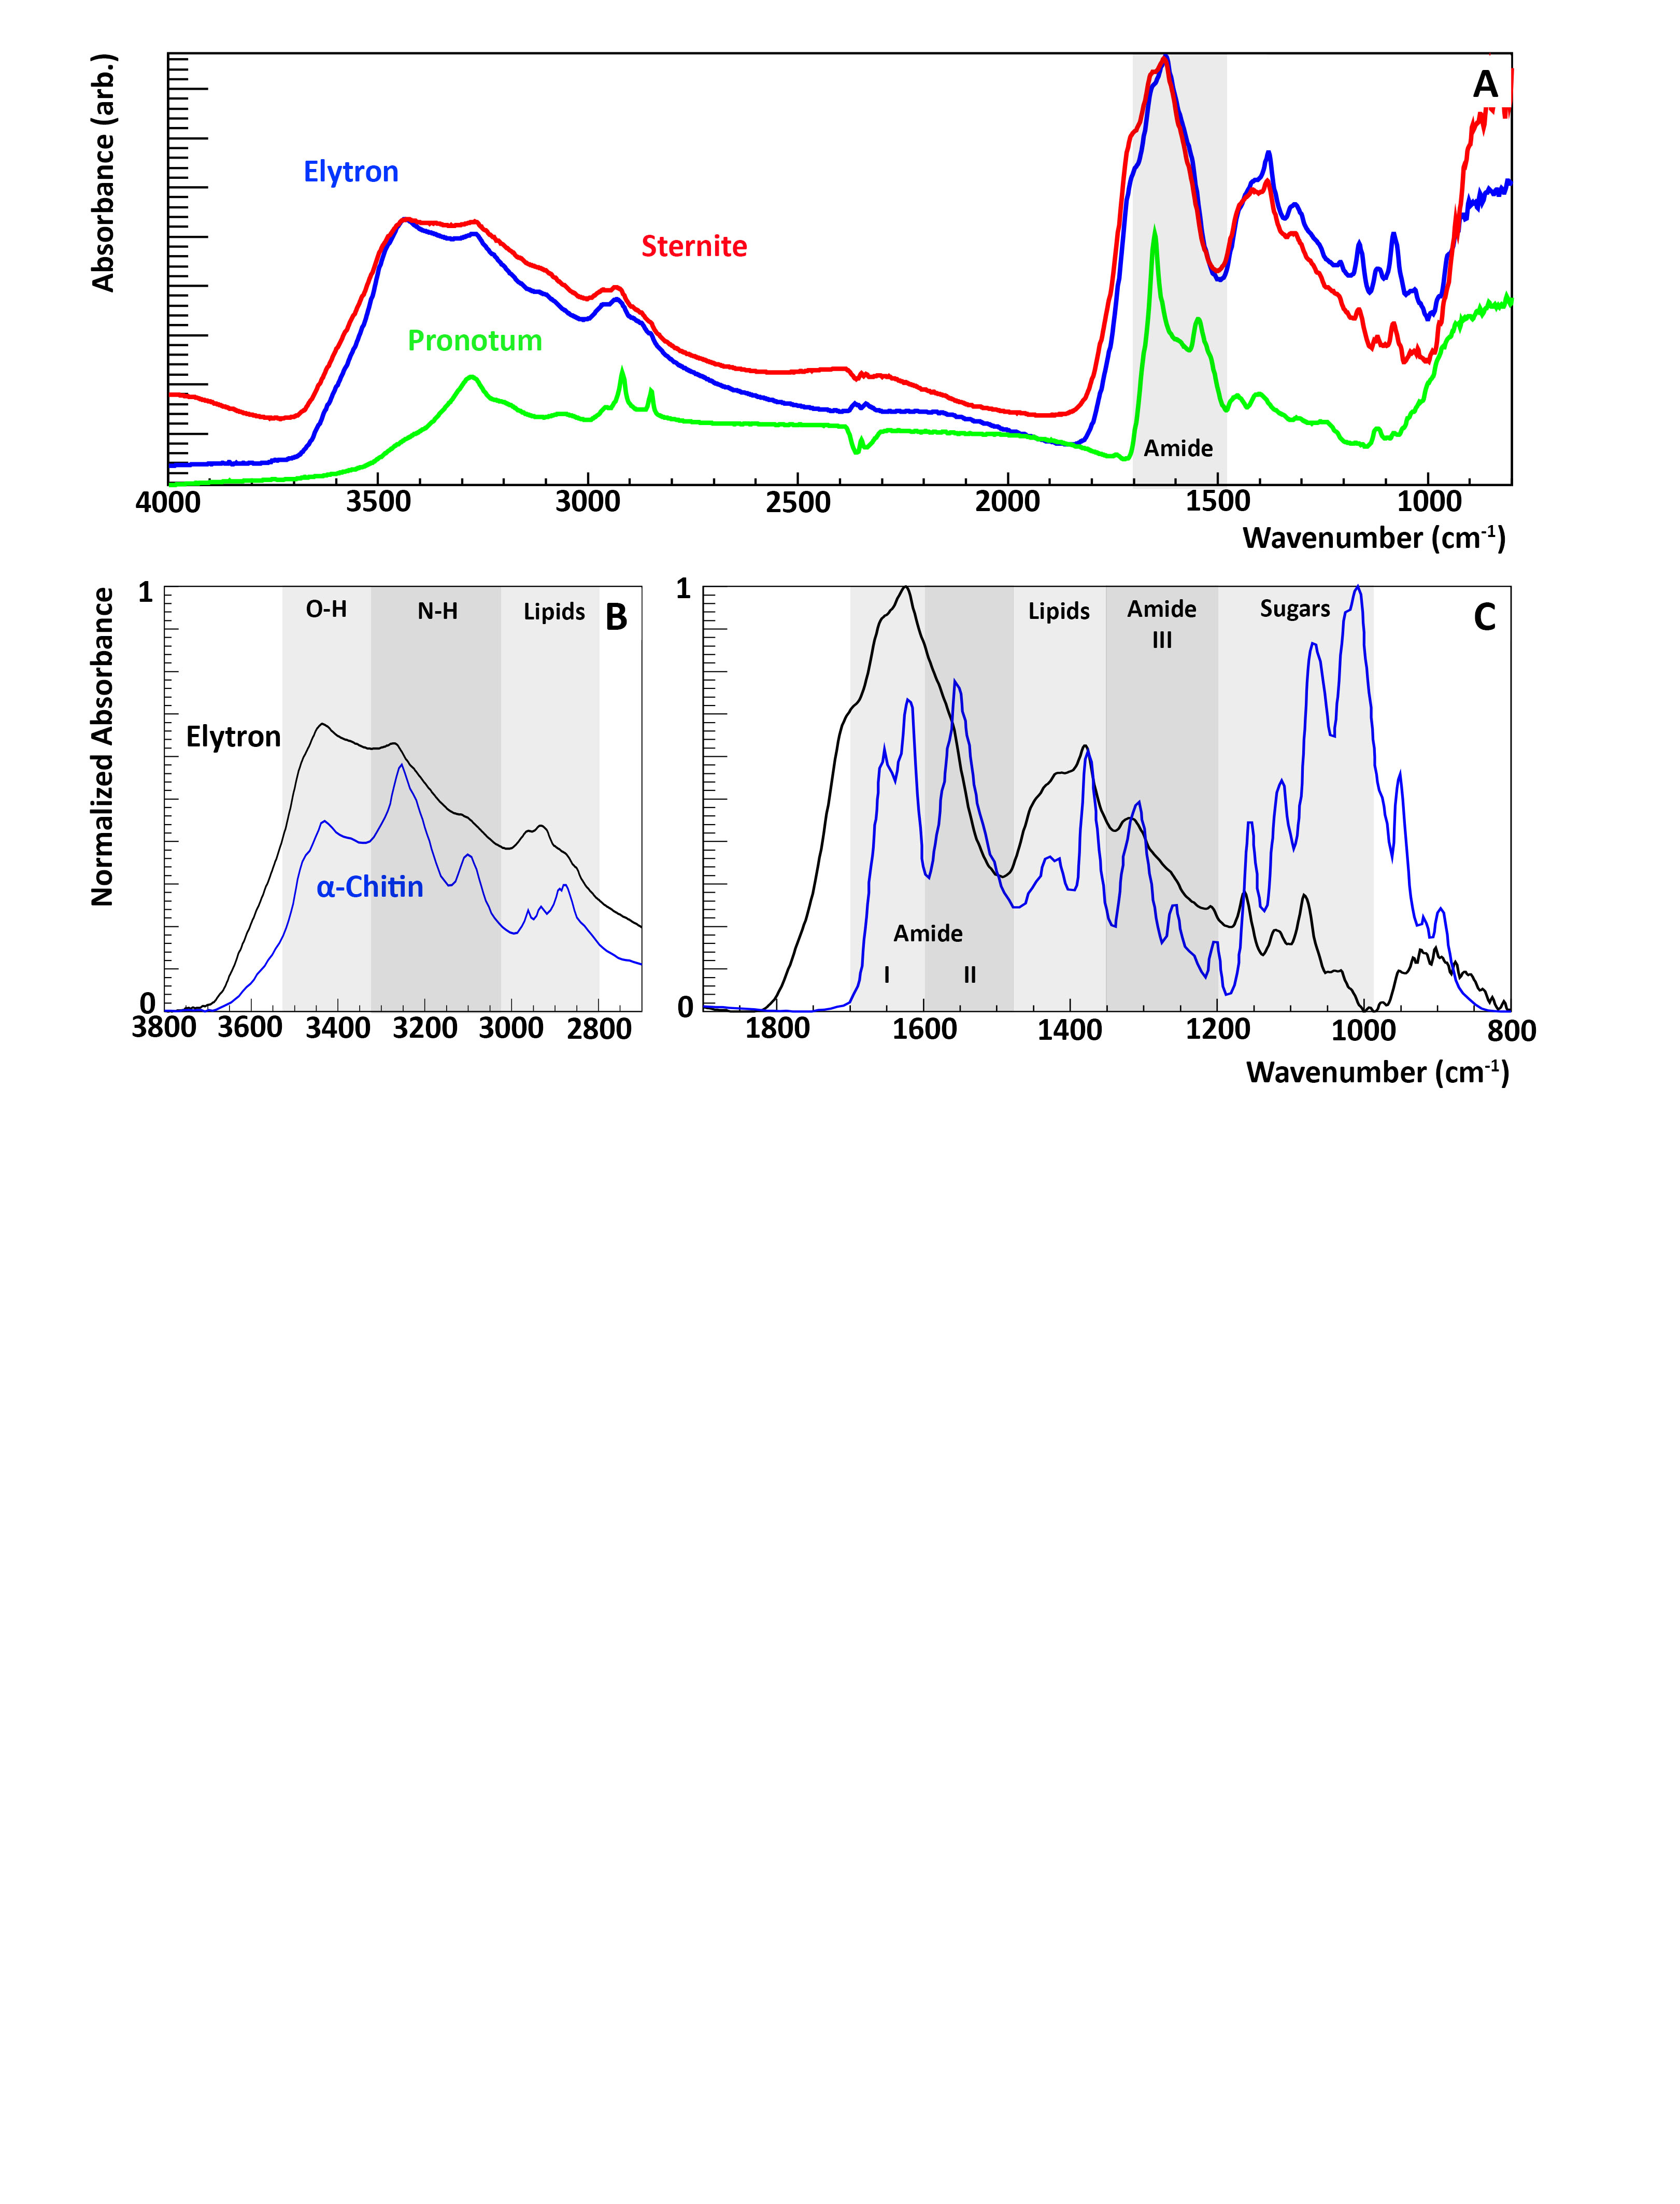 A
Absorbance (arb.)
Elytron
Sternite
Pronotum
Amide
4000 3500 3000 2500 2000 1500 1000
Wavenumber (cm-1)
1
O-H
N-H
Lipids
B
Normalized Absorbance
Elytron
α-Chitin
0
3800 3600 3400 3200 3000 2800
1
Lipids
Amide
III
Sugars
C
Amide
I
II
0
1800 1600 1400 1200 1000 800
Wavenumber (cm-1)